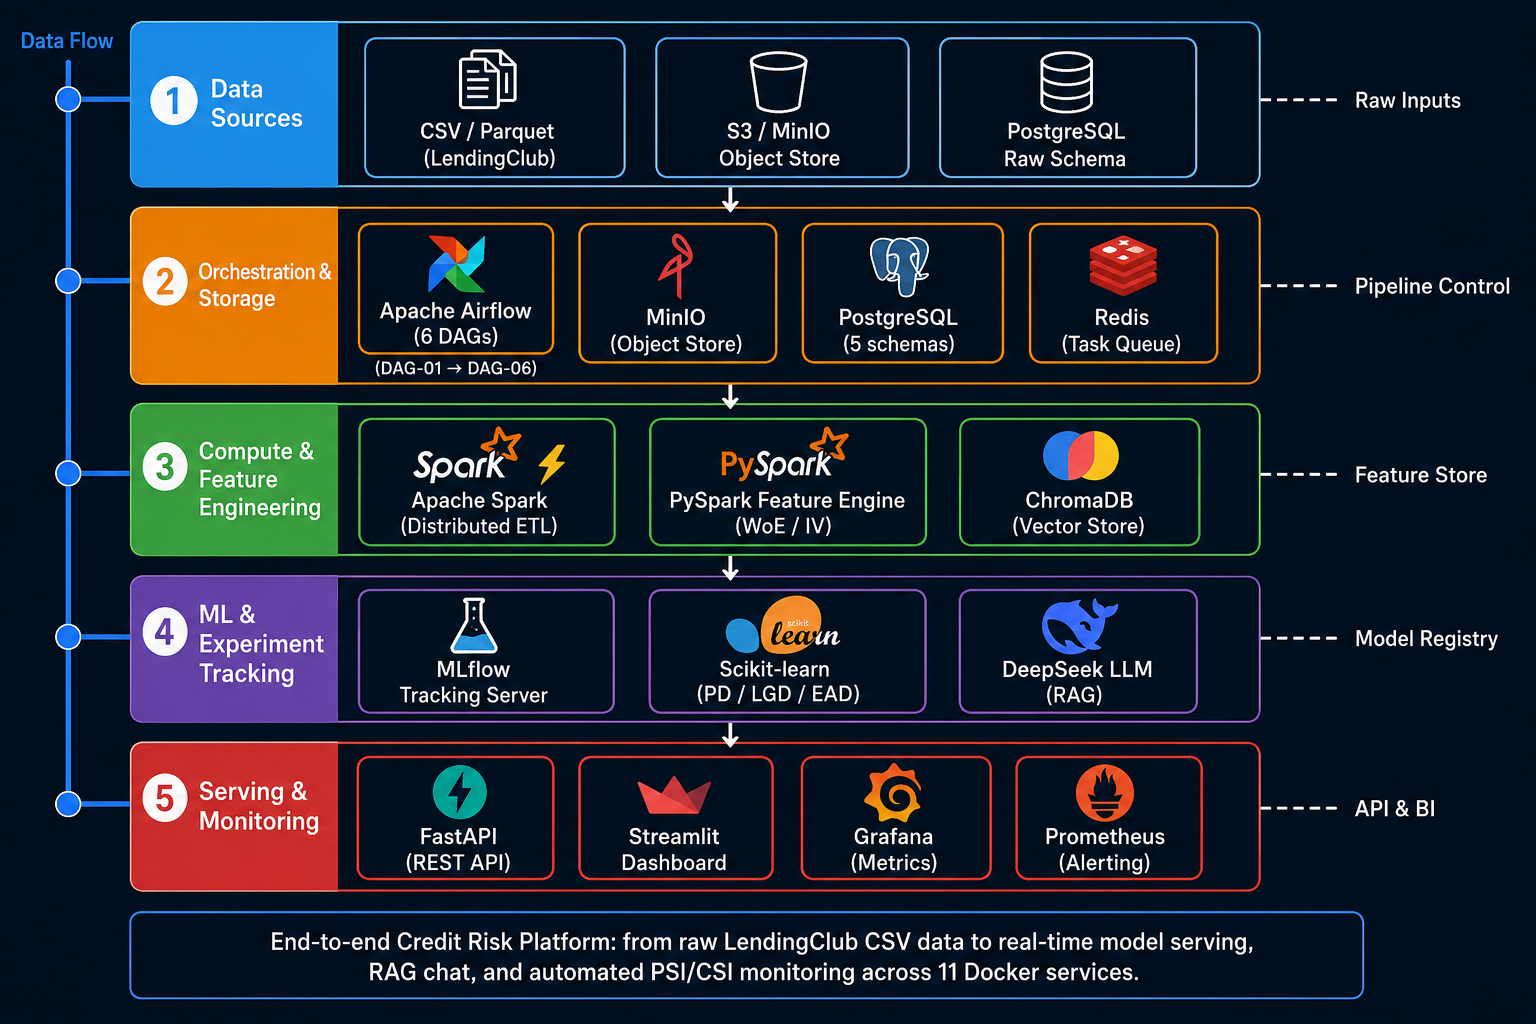 Data Flow
1
Data
Sources
CSV / Parquet
(LendingClub)
S3 / MinIO
Object Store
PostgreSQL
Raw Schema
Raw Inputs
2
Orchestration &
Storage
Apache Airflow
(6 DAGs)
(DAG-01 → DAG-06)
MinIO
(Object Store)
PostgreSQL
(5 schemas)
Redis
(Task Queue)
Pipeline Control
3
Compute &
Feature
Engineering
Spark
Apache Spark
(Distributed ETL)
PySpark
PySpark Feature Engine
(WoE / IV)
ChromaDB
(Vector Store)
Feature Store
4
ML &
Experiment
Tracking
MLflow
Tracking Server
scikit
learn
Scikit-learn
(PD / LGD / EAD)
DeepSeek LLM
(RAG)
Model Registry
5
Serving &
Monitoring
FastAPI
(REST API)
Streamlit
Dashboard
Grafana
(Metrics)
Prometheus
(Alerting)
API & BI
End-to-end Credit Risk Platform: from raw LendingClub CSV data to real-time model serving,
RAG chat, and automated PSI/CSI monitoring across 11 Docker services.